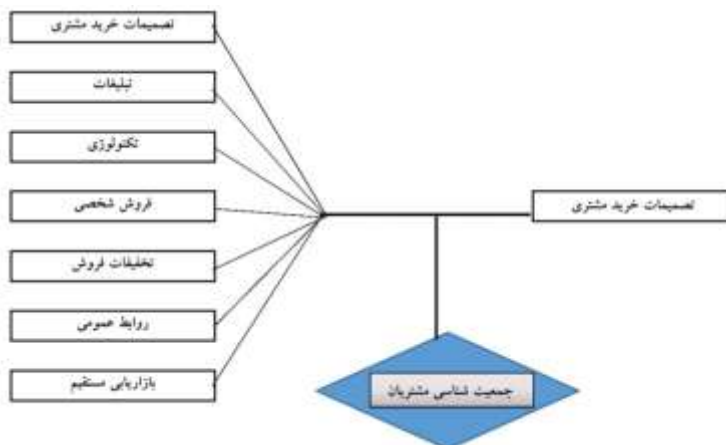 تصمیمات خرید مشتری
تبلیغات
تکنولوژی
فروش شخصی
تخفیفات فروش
روابط عمومی
بازاریابی مستقیم
تصمیمات خرید مشتری
جمعیت شناسی مشتریان